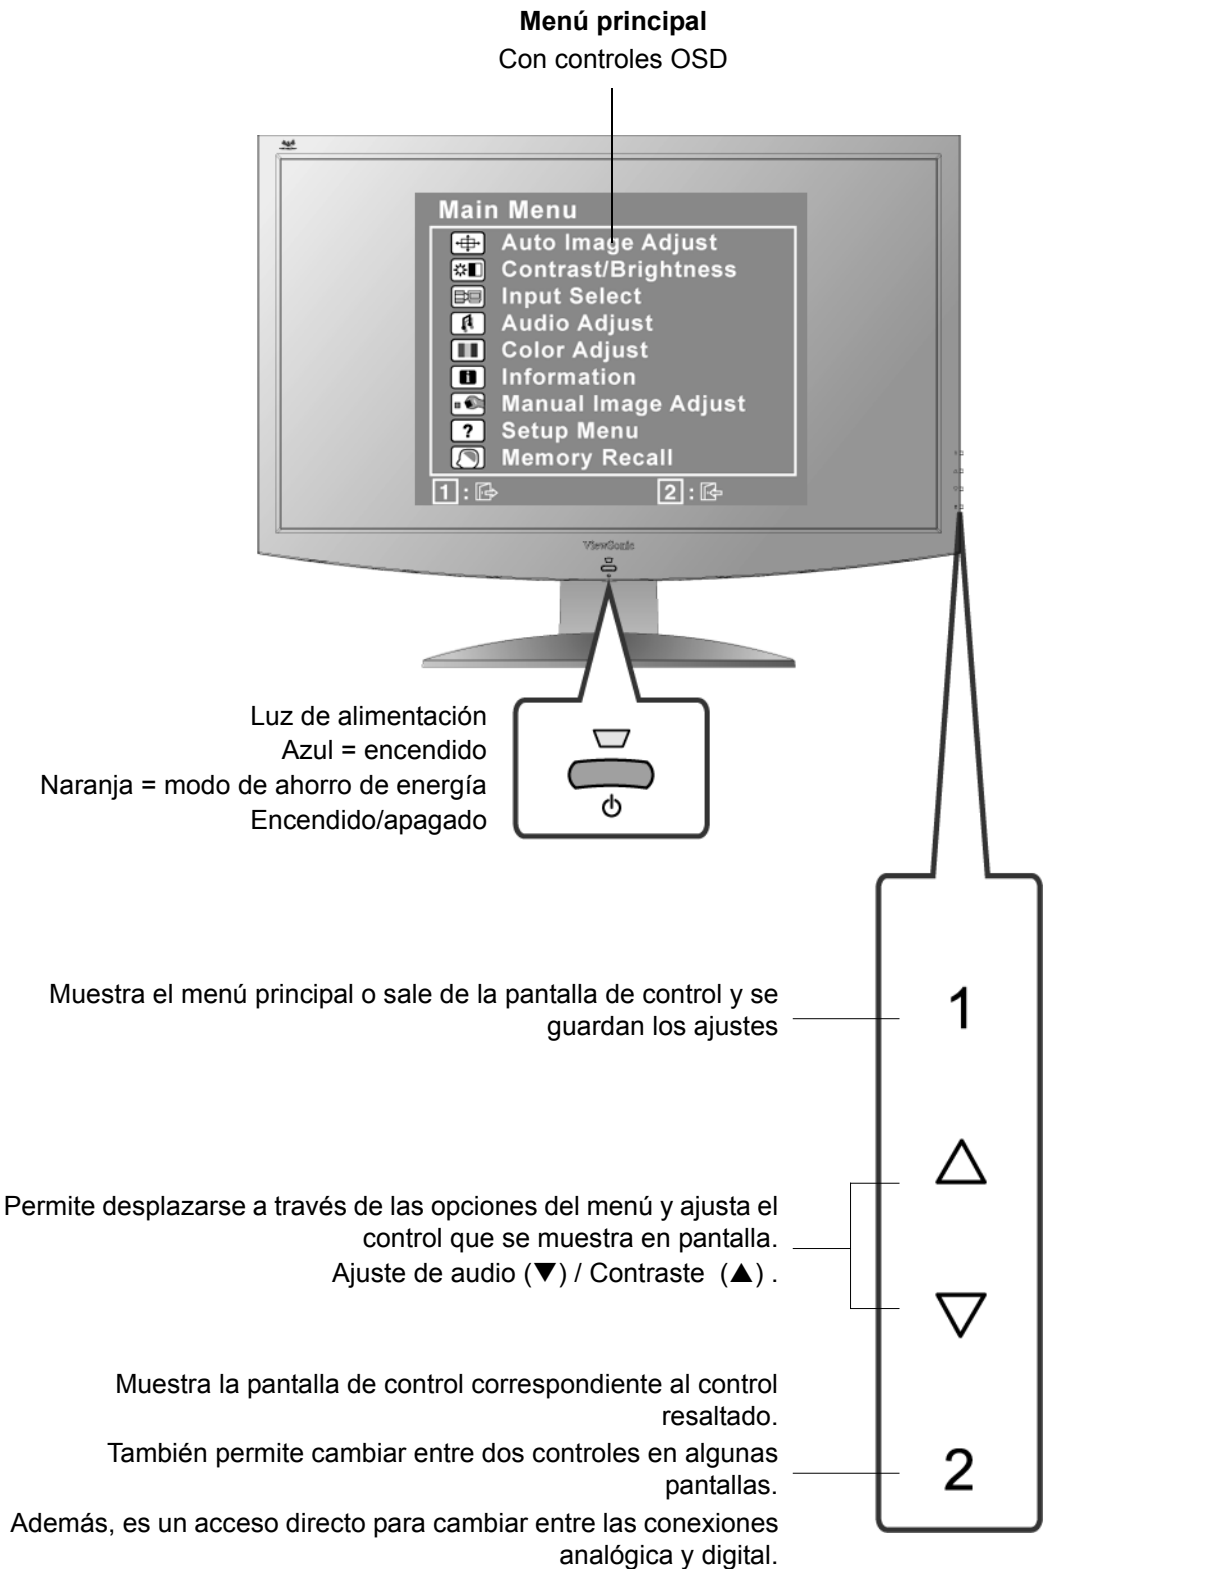 Menú principal
Con controles OSD
Main Menu
Auto Image Adjust
Contrast/Brightness
Input Select
Audio Adjust
Color Adjust
Information
Manual Image Adjust
Setup Menu
Memory Recall
1 :
2 :
ViewSonic
Luz de alimentación
Azul = encendido
Naranja = modo de ahorro de energía
Encendido/apagado
Muestra el menú principal o sale de la pantalla de control y se
guardan los ajustes
1
Permite desplazarse a través de las opciones del menú y ajusta el
control que se muestra en pantalla.
Ajuste de audio (▼) / Contraste (▲) .
Muestra la pantalla de control correspondiente al control
resaltado.
También permite cambiar entre dos controles en algunas
pantallas.
2
Además, es un acceso directo para cambiar entre las conexiones
analógica y digital.